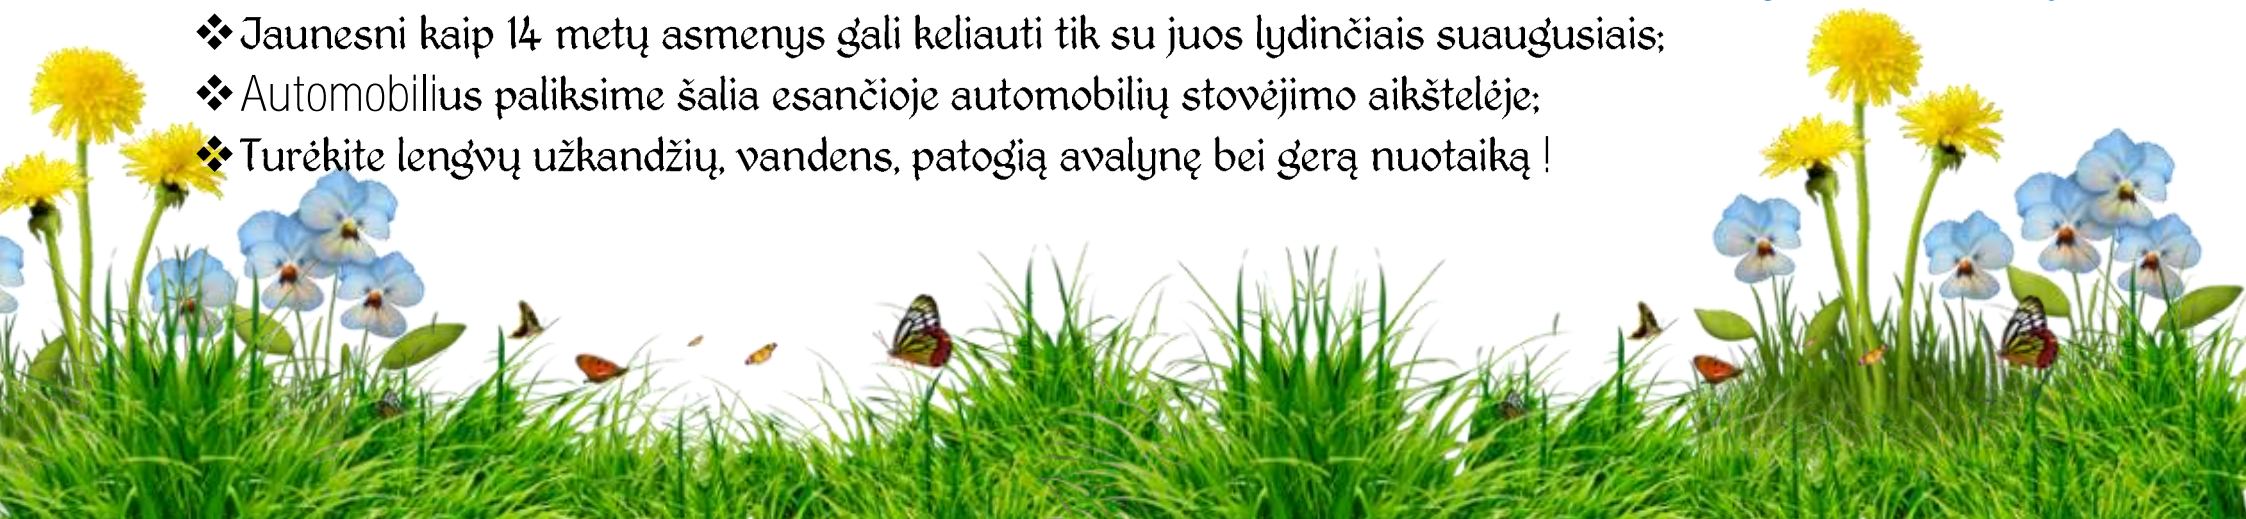 ❖Jaunesni kaip 14 metų asmenys gali keliauti tik su juos lydinčiais suaugusiais;
❖Automobilius paliksime šalia esančioje automobilių stovėjimo aikštelėje;
❖Turėkite lengvų užkandžių, vandens, patogią avalynę bei gerą nuotaiką !